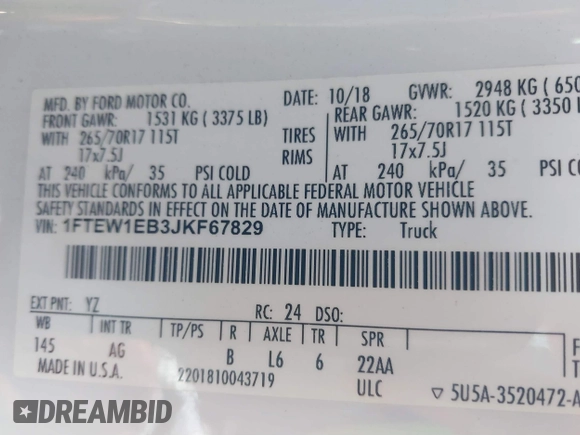 MFD. BY FORD MOTOR CO.
DATE: 10/18 GVWR: 2948 KG ( 650
FRONT GAWR: 1531 KG ( 3375 LB)
REAR GAWR: 1520 KG ( 3350
WITH 265/70R17 115T TIRES WITH 265/70R17 115T
17x7.5J RIMS 17x7.5J
AT 240 kPa/ 35 PSI COLD AT 240 kPa/ 35 PSI COLD
THIS VEHICLE CONFORMS TO ALL APPLICABLE FEDERAL MOTOR VEHICLE
SAFETY STANDARDS IN EFFECT ON THE DATE OF MANUFACTURE SHOWN ABOVE
VIN: 1FTEW1EB3JKF67829 TYPE: Truck
EXT PNT: YZ RC: 24 DSO:
WB INT TR TP/PS R AXLE TR SPR
145 AG B L6 6 22AA
MADE IN U.S.A. 2201810043719 ULC
▽ 5U5A-3520472-A
DREAMBID